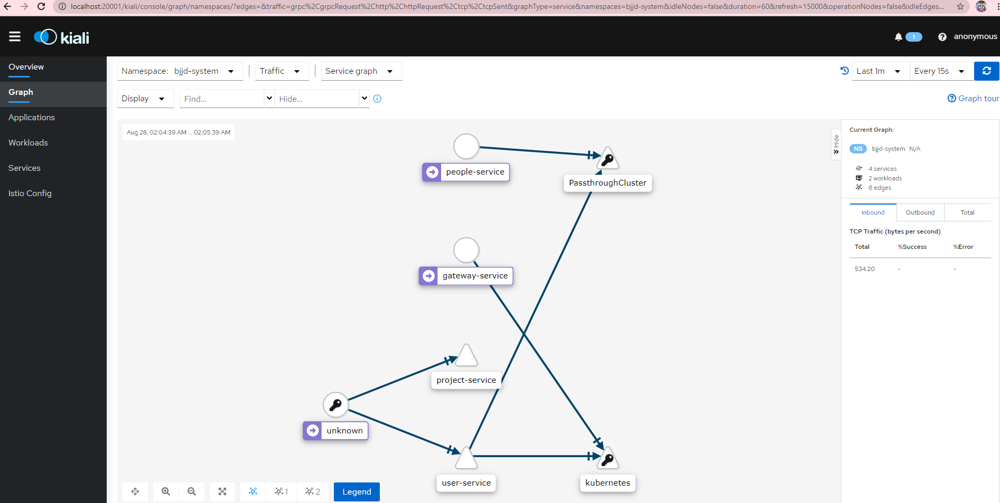 localhost:20001/kiali/console/graph/namespaces/?edges=&traffic=grpc%2CgrpcRequest%2Chttp%2ChttpRequest%2Ctcp%2CtcpSent&graphType=service&namespaces=bjjd-system&idleNodes=false&duration=60&refresh=15000&operationNodes=false&idleEdges...
kiali
1
anonymous
Overview
Graph
Applications
Workloads
Services
Istio Config
Namespace: bjjd-system
Traffic
Service graph
Last 1m
Every 15s
Display
Find...
Hide...
Graph tour
Aug 28, 02:04:39 AM ... 02:05:39 AM
people-service
PassthroughCluster
gateway-service
project-service
unknown
user-service
kubernetes
1
2
Legend
Hide
Current Graph:
NS bjjd-system N/A
4 services
2 workloads
6 edges
Inbound Outbound Total
TCP Traffic (bytes per second)
Total %Success %Error
534.20 - -